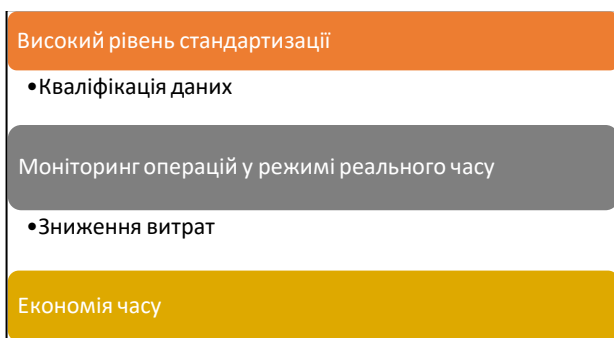 Високий рівень стандартизації
•Кваліфікація даних
Моніторинг операцій у режимі реального часу
•Зниження витрат
Економія часу